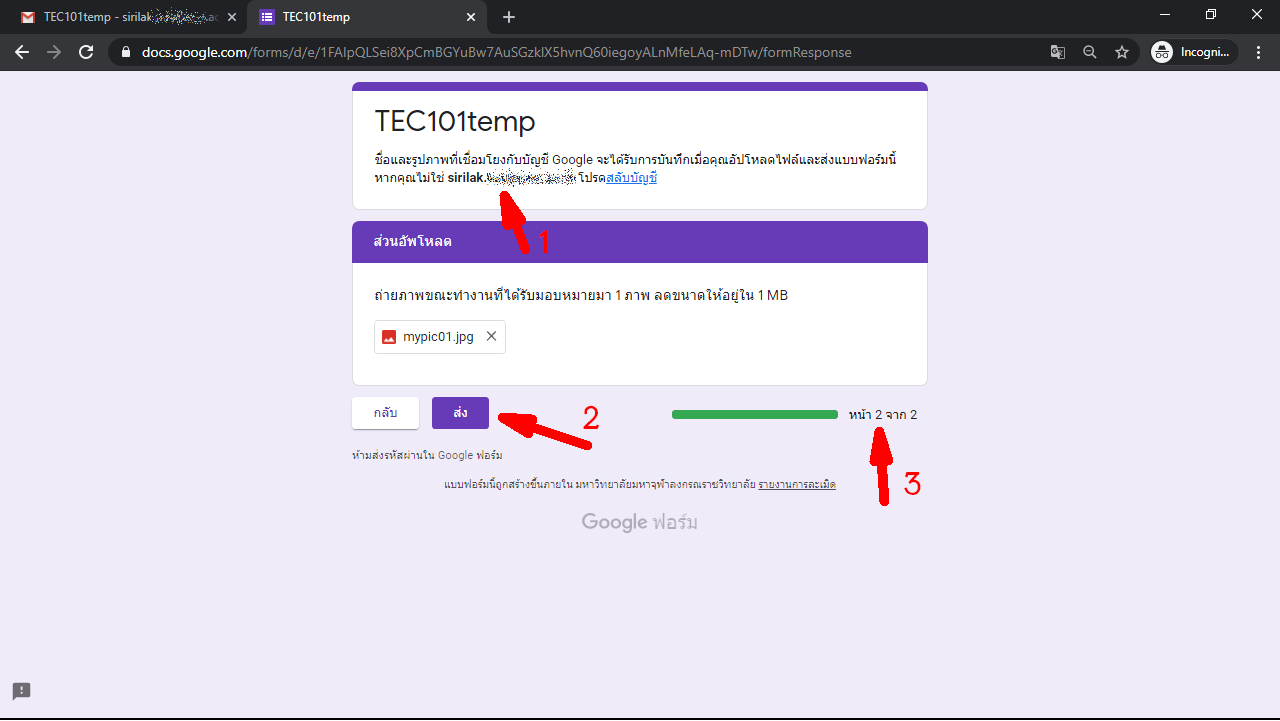 TEC101temp - sirilak.
TEC101temp
docs.google.com/forms/d/e/1FAIpQLSei8XpCmBGYuBw7AuSGzklX5hvnQ60iegoyALnMfeLAq-mDTw/formResponse
Incogni...
TEC101temp
ชื่อและรูปภาพที่เชื่อมโยงกับบัญชี Google จะได้รับการบันทึกเมื่อคุณอัปโหลดไฟล์และส่งแบบฟอร์มนี้
หากคุณไม่ใช่ sirilak. โปรดสลับบัญชี
1
ส่วนอัพโหลด
ถ่ายภาพขณะทำงานที่ได้รับมอบหมายมา 1 ภาพ ลดขนาดให้อยู่ใน 1 MB
mypic01.jpg
กลับ ส่ง 2 หน้า 2 จาก 2
ห้ามส่งรหัสผ่านใน Google ฟอร์ม
3
แบบฟอร์มนี้ถูกสร้างขึ้นภายใน มหาวิทยาลัยมหาจุฬาลงกรณราชวิทยาลัย รายงานการละเมิด
Google ฟอร์ม